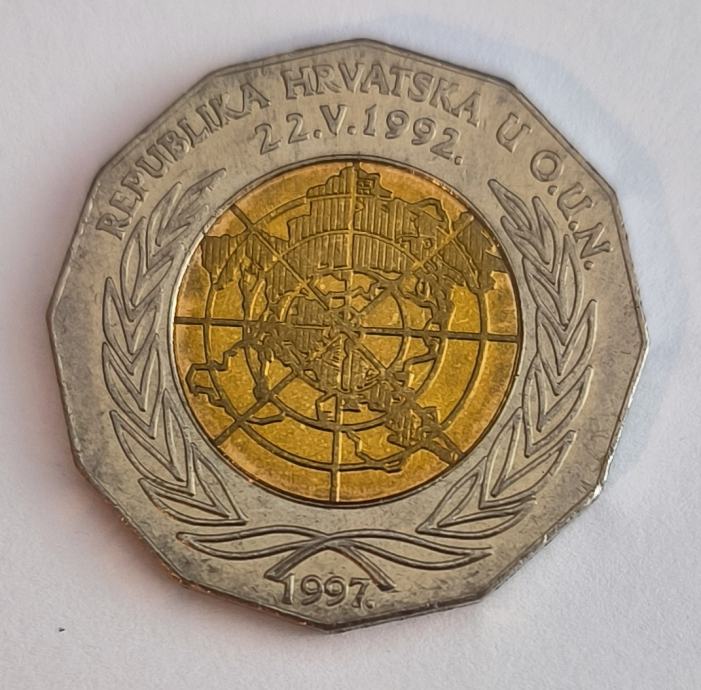 REPUBLIKA HRVATSKA U O.U.N.
22.V.1992.
1997.